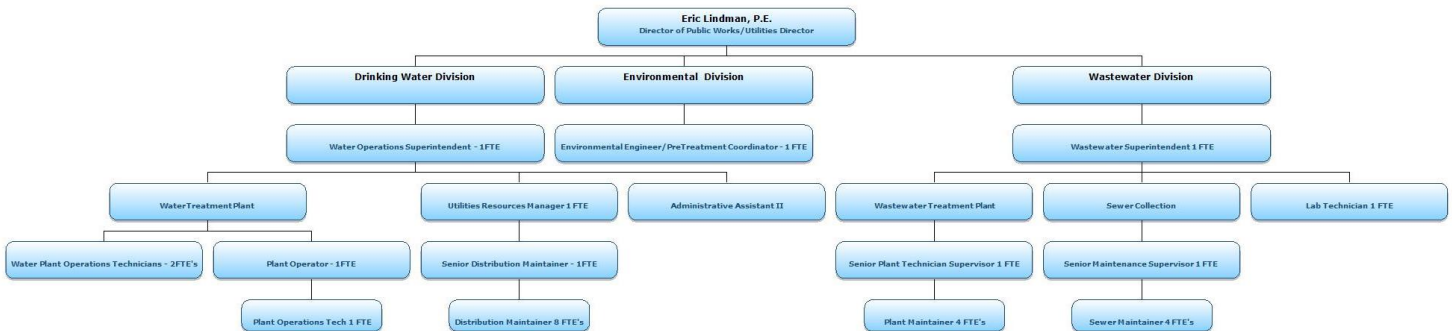 Eric Lindman, P.E.
Director of Public Works/Utilities Director
Drinking Water Division
Environmental Division
Wastewater Division
Water Operations Superintendent - 1FTE
Environmental Engineer/PreTreatment Coordinator - 1 FTE
Wastewater Superintendent 1 FTE
Water Treatment Plant
Utilities Resources Manager 1 FTE
Administrative Assistant II
Wastewater Treatment Plant
Sewer Collection
Lab Technician 1 FTE
Water Plant Operations Technicians - 2FTE's
Plant Operator - 1FTE
Senior Distribution Maintainer - 1FTE
Senior Plant Technician Supervisor 1 FTE
Senior Maintenance Supervisor 1 FTE
Plant Operations Tech 1 FTE
Distribution Maintainer 8 FTE's
Plant Maintainer 4 FTE's
Sewer Maintainer 4 FTE's